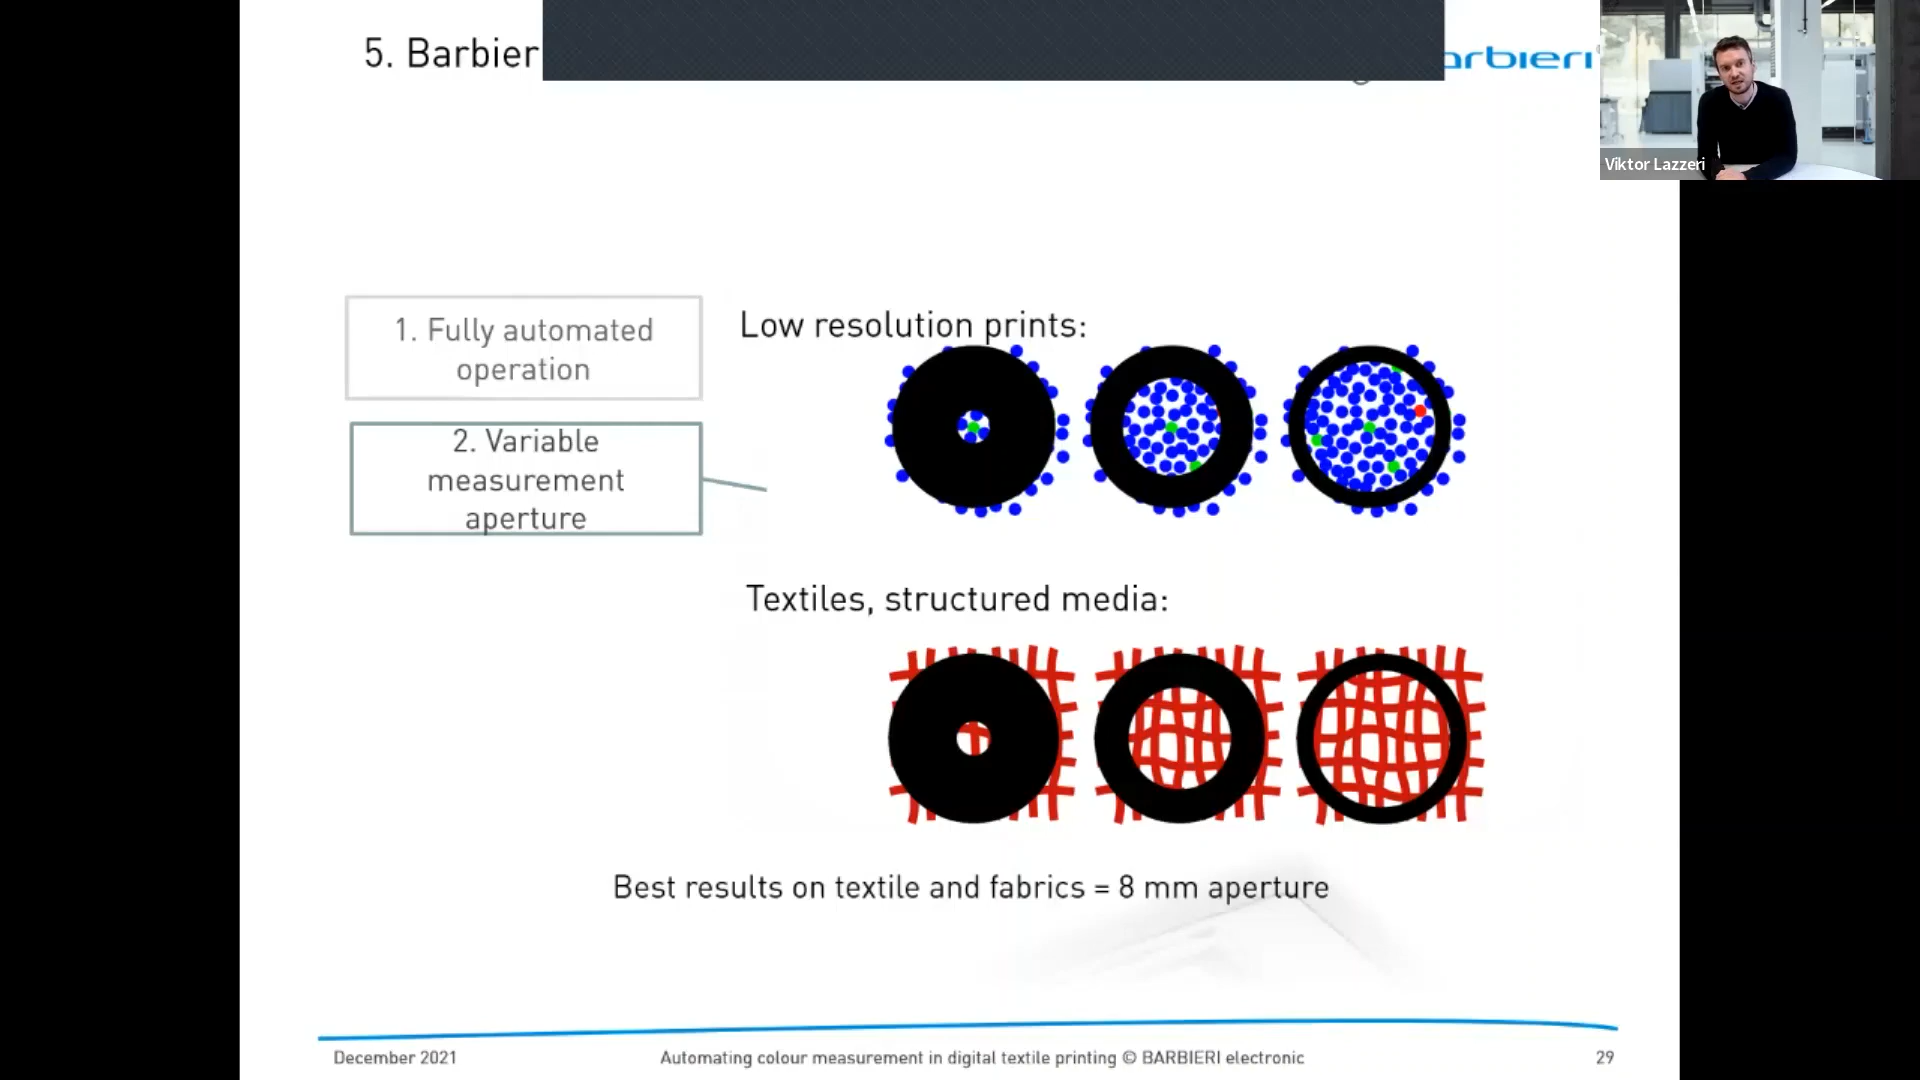 5. Barbier
arbieri
Viktor Lazzeri
1. Fully automated
operation
2. Variable
measurement
aperture
Low resolution prints:
Textiles, structured media:
Best results on textile and fabrics = 8 mm aperture
December 2021
Automating colour measurement in digital textile printing © BARBIERI electronic
29